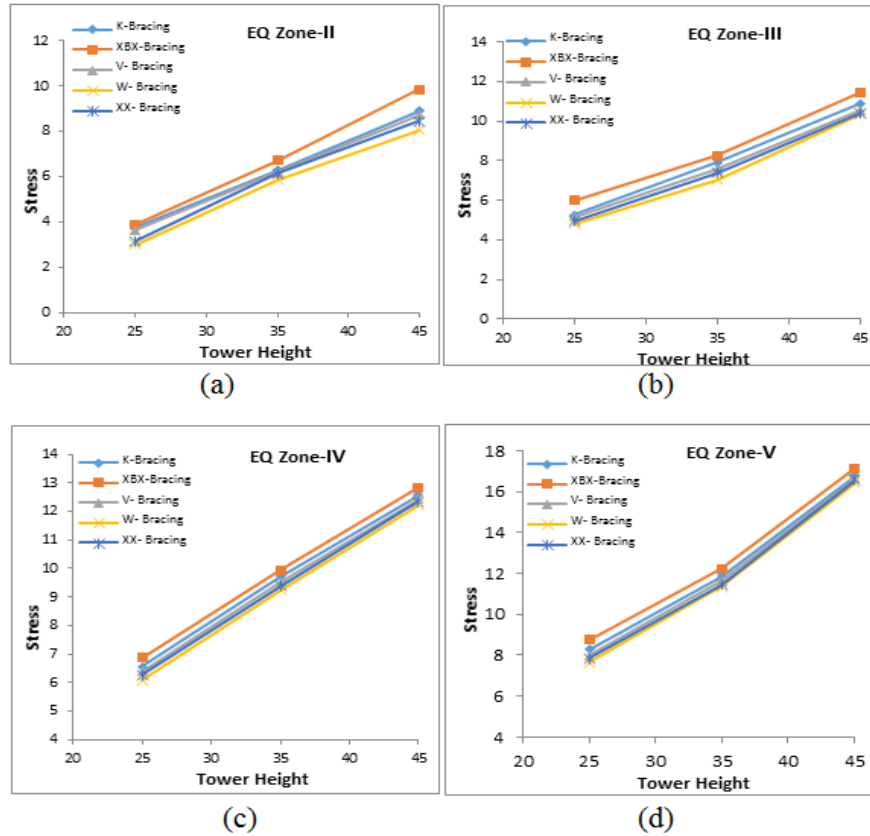 EQ Zone-II
K-Bracing
XBX-Bracing
V- Bracing
W- Bracing
XX- Bracing
12
10
8
6
4
2
0
Stress
20 25 30 35 40 45
Tower Height
(a)
EQ Zone-III
K-Bracing
XBX-Bracing
V- Bracing
W- Bracing
XX- Bracing
14
12
10
8
6
4
2
0
Stress
20 25 30 35 40 45
Tower Height
(b)
EQ Zone-IV
K-Bracing
XBX-Bracing
V- Bracing
W- Bracing
XX- Bracing
14
13
12
11
10
9
8
7
6
5
4
Stress
20 25 30 35 40 45
Tower Height
(c)
EQ Zone-V
K-Bracing
XBX-Bracing
V- Bracing
W- Bracing
XX- Bracing
18
16
14
12
10
8
6
4
Stress
20 25 30 35 40 45
Tower Height
(d)